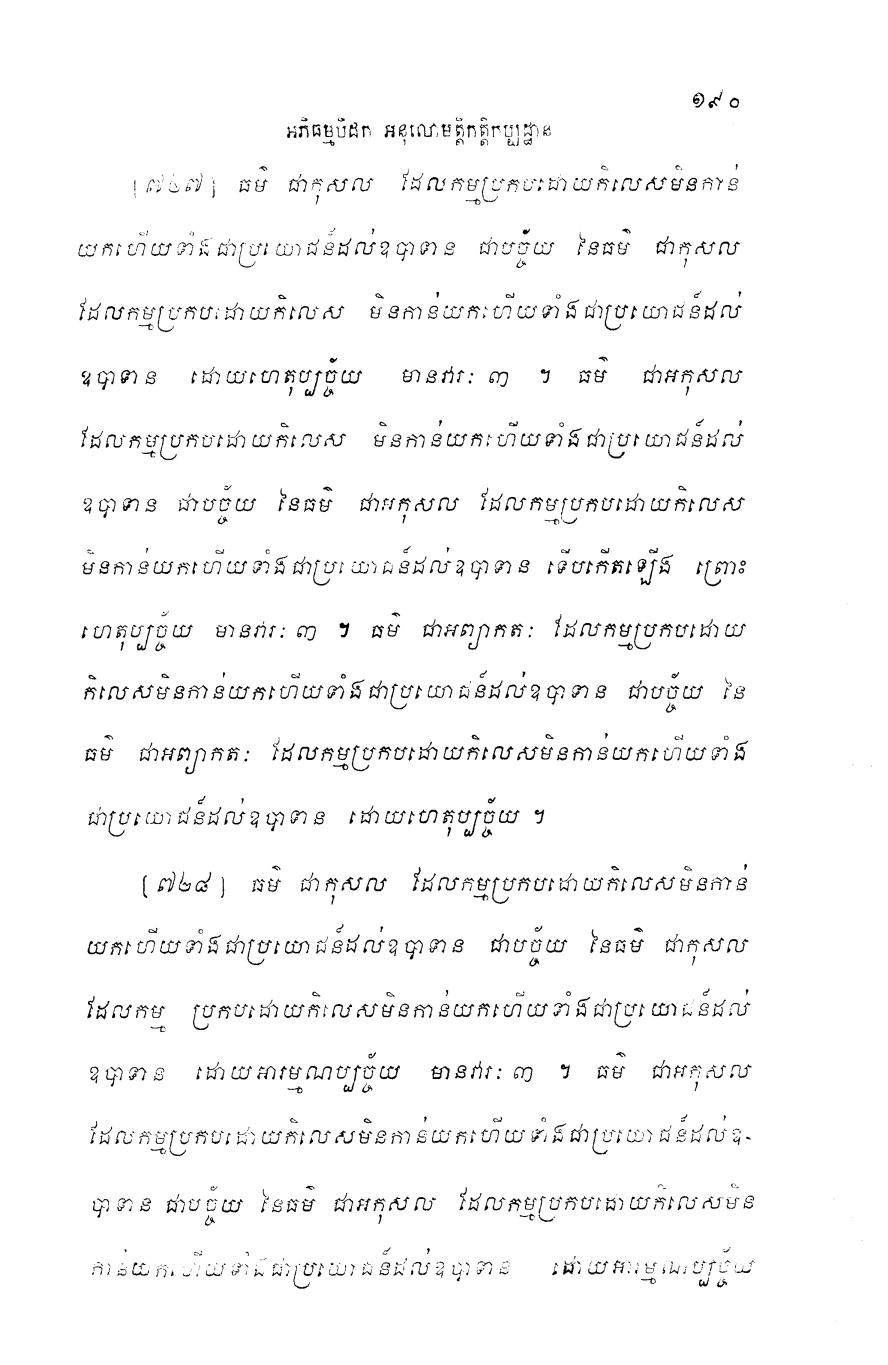 ១៩០
អភិធម្មបិដក អនុលោមត្តិកត្តិកប្បដ្ឋាន
[៧២៧] ធម៌ ជាកុសល ដែលកម្មប្រកបដោយកិលេសមិនកាន់
យកហើយទាំងជាប្រយោជន៍ដល់ឧបាទាន ជាបច្ច័យ នៃធម៌ ជាកុសល
ដែលកម្មប្រកបដោយកិលេស មិនកាន់យកហើយទាំងជាប្រយោជន៍ដល់
ឧបាទាន ដោយហេតុប្បច្ច័យ មានវារៈ ៣ ។ ធម៌ ជាអកុសល
ដែលកម្មប្រកបដោយកិលេស មិនកាន់យកហើយទាំងជាប្រយោជន៍ដល់
ឧបាទាន ជាបច្ច័យ នៃធម៌ ជាអកុសល ដែលកម្មប្រកបដោយកិលេស
មិនកាន់យកហើយទាំងជាប្រយោជន៍ដល់ឧបាទាន ទើបកើតឡើង ព្រោះ
ហេតុប្បច្ច័យ មានវារៈ ៣ ។ ធម៌ ជាអព្យាកតៈ ដែលកម្មប្រកបដោយ
កិលេសមិនកាន់យកហើយទាំងជាប្រយោជន៍ដល់ឧបាទាន ជាបច្ច័យ នៃ
ធម៌ ជាអព្យាកតៈ ដែលកម្មប្រកបដោយកិលេសមិនកាន់យកហើយទាំង
ជាប្រយោជន៍ដល់ឧបាទាន ដោយហេតុប្បច្ច័យ ។
[៧២៨] ធម៌ ជាកុសល ដែលកម្មប្រកបដោយកិលេសមិនកាន់
យកហើយទាំងជាប្រយោជន៍ដល់ឧបាទាន ជាបច្ច័យ នៃធម៌ ជាកុសល
ដែលកម្ម ប្រកបដោយកិលេសមិនកាន់យកហើយទាំងជាប្រយោជន៍ដល់
ឧបាទាន ដោយអារម្មណប្បច្ច័យ មានវារៈ ៣ ។ ធម៌ ជាអកុសល
ដែលកម្មប្រកបដោយកិលេសមិនកាន់យកហើយទាំងជាប្រយោជន៍ដល់ឧ-
បាទាន ជាបច្ច័យ នៃធម៌ ជាអកុសល ដែលកម្មប្រកបដោយកិលេសមិន
កាន់យកហើយទាំងជាប្រយោជន៍ដល់ឧបាទាន ដោយអារម្មណប្បច្ច័យ